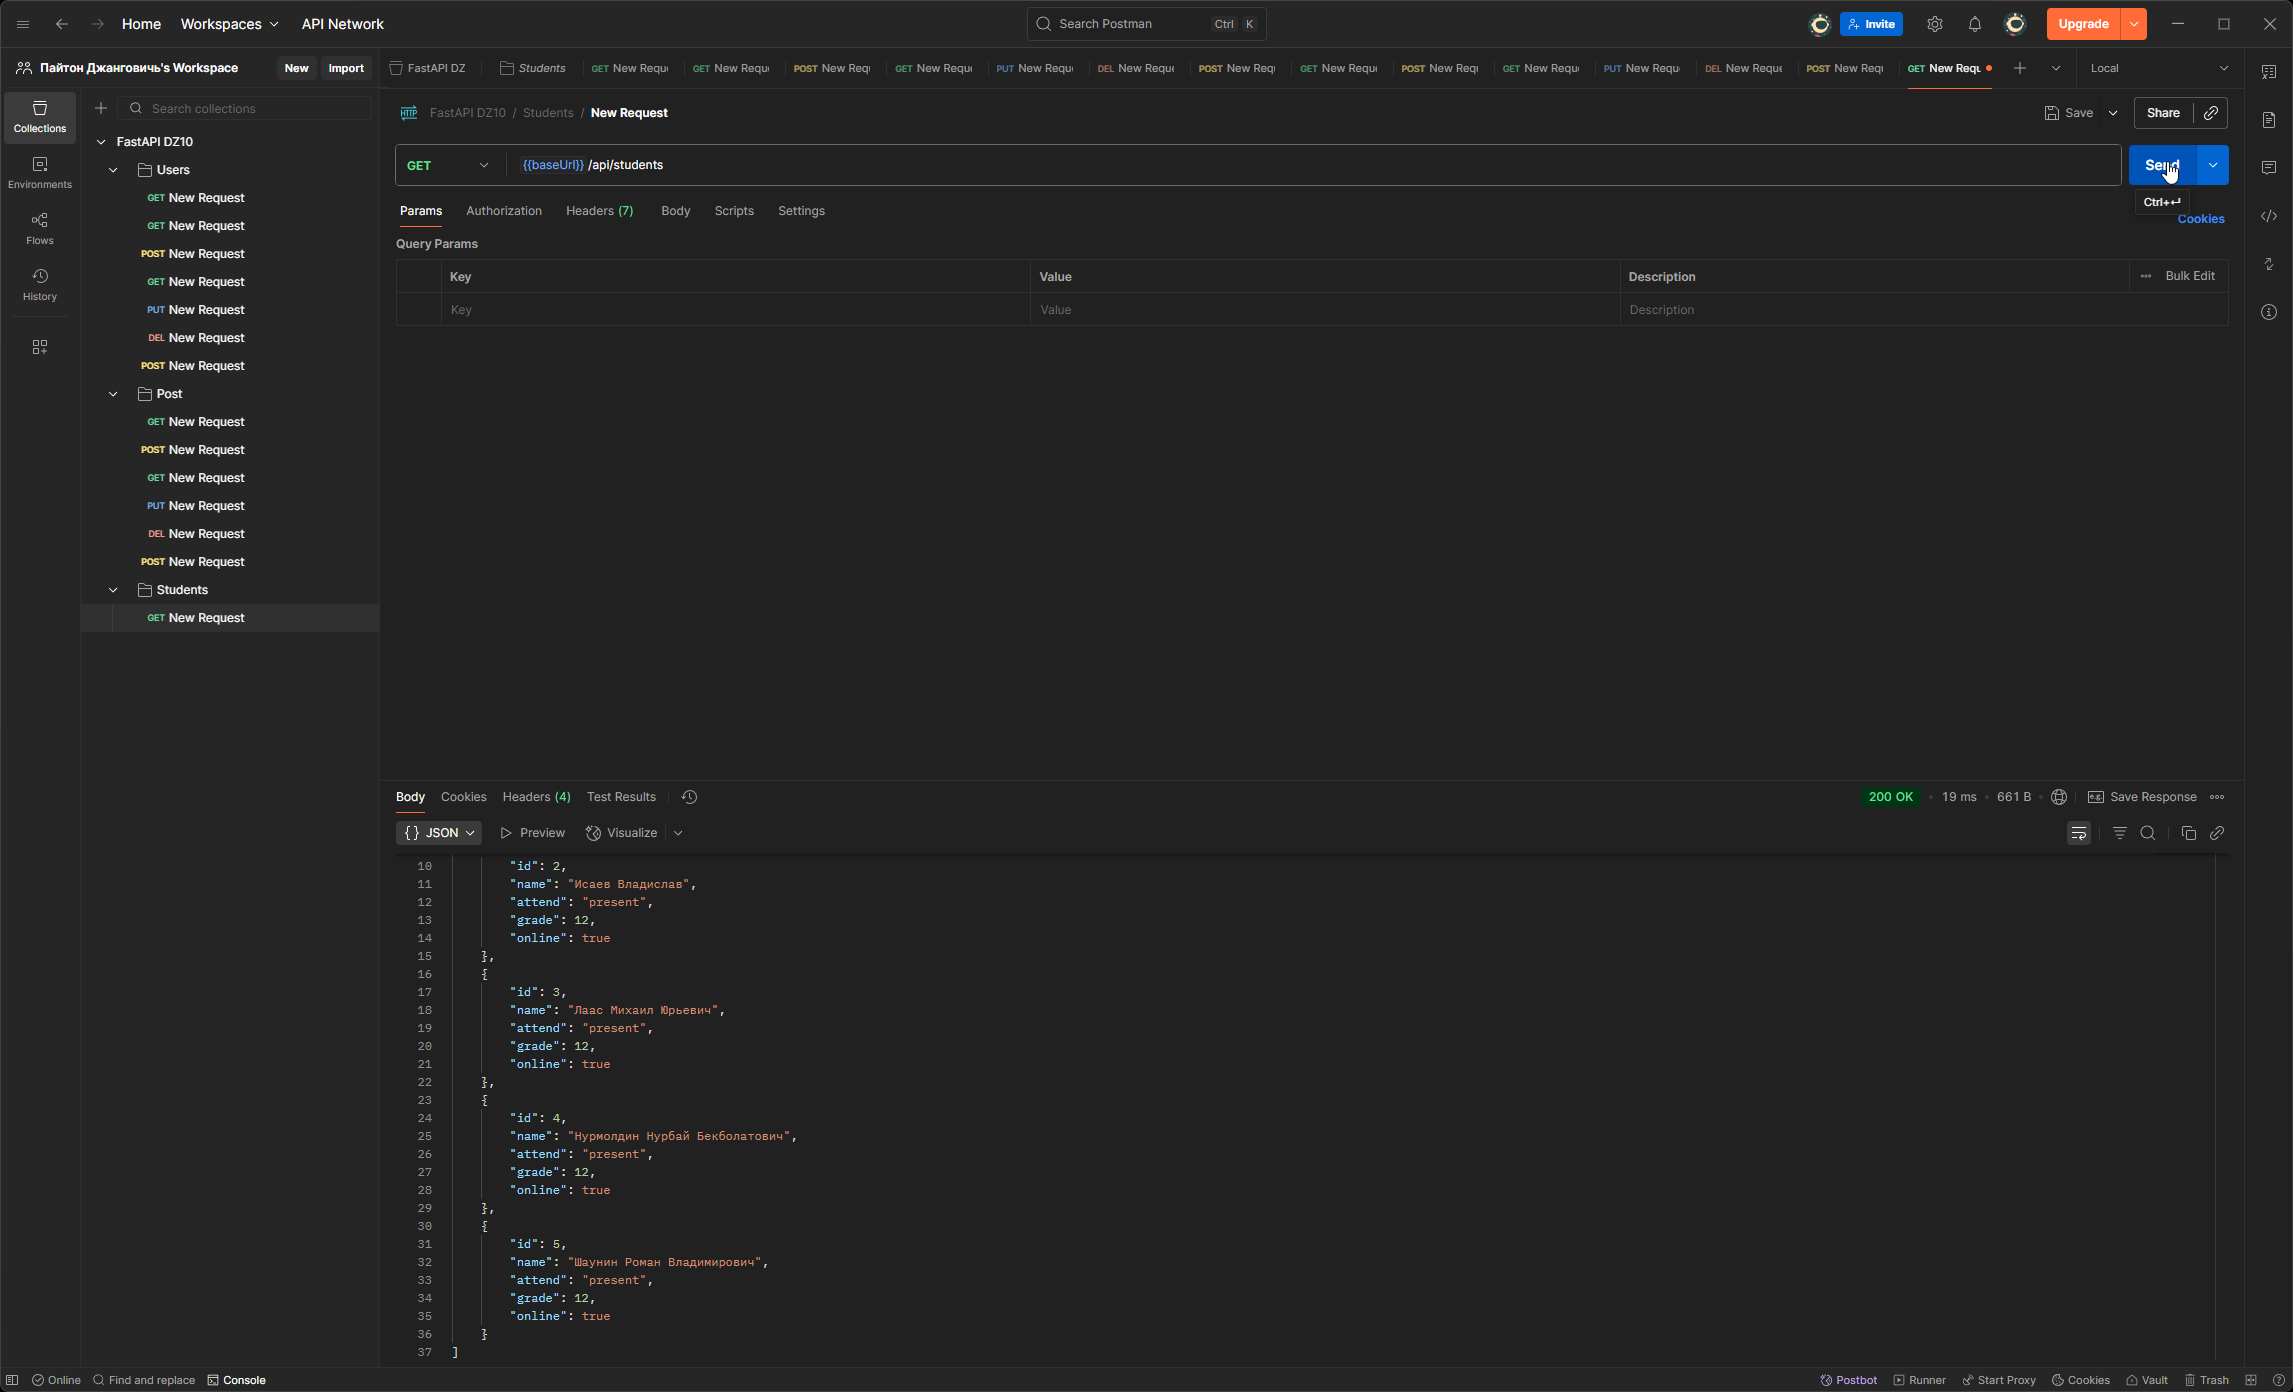 Home Workspaces API Network Search Postman Ctrl K Invite Upgrade
Пайтон Джанговичь's Workspace New Import FastAPI DZ Students GET New Requ GET New Requ POST New Req GET New Requ PUT New Requ DEL New Reque POST New Req GET New Requ POST New Req GET New Requ PUT New Requ DEL New Reque POST New Req GET New Requ Local
Collections
Environments
Flows
History
Search collections
FastAPI DZ10
Users
GET New Request
GET New Request
POST New Request
GET New Request
PUT New Request
DEL New Request
POST New Request
Post
GET New Request
POST New Request
GET New Request
PUT New Request
DEL New Request
POST New Request
Students
GET New Request
HTTP FastAPI DZ10 / Students / New Request Save Share
GET {{baseUrl}} /api/students Send
Ctrl+↵
Params Authorization Headers (7) Body Scripts Settings Cookies
Query Params
Key Value Description Bulk Edit
Key Value Description
Body Cookies Headers (4) Test Results 200 OK 19 ms 661 B e.g. Save Response
{} JSON Preview Visualize
10 "id": 2,
11 "name": "Исаев Владислав",
12 "attend": "present",
13 "grade": 12,
14 "online": true
15 },
16 {
17 "id": 3,
18 "name": "Лаас Михаил Юрьевич",
19 "attend": "present",
20 "grade": 12,
21 "online": true
22 },
23 {
24 "id": 4,
25 "name": "Нурмолдин Нурбай Бекболатович",
26 "attend": "present",
27 "grade": 12,
28 "online": true
29 },
30 {
31 "id": 5,
32 "name": "Шаунин Роман Владимирович",
33 "attend": "present",
34 "grade": 12,
35 "online": true
36 }
37 ]
Online Find and replace Console Postbot Runner Start Proxy Cookies Vault Trash